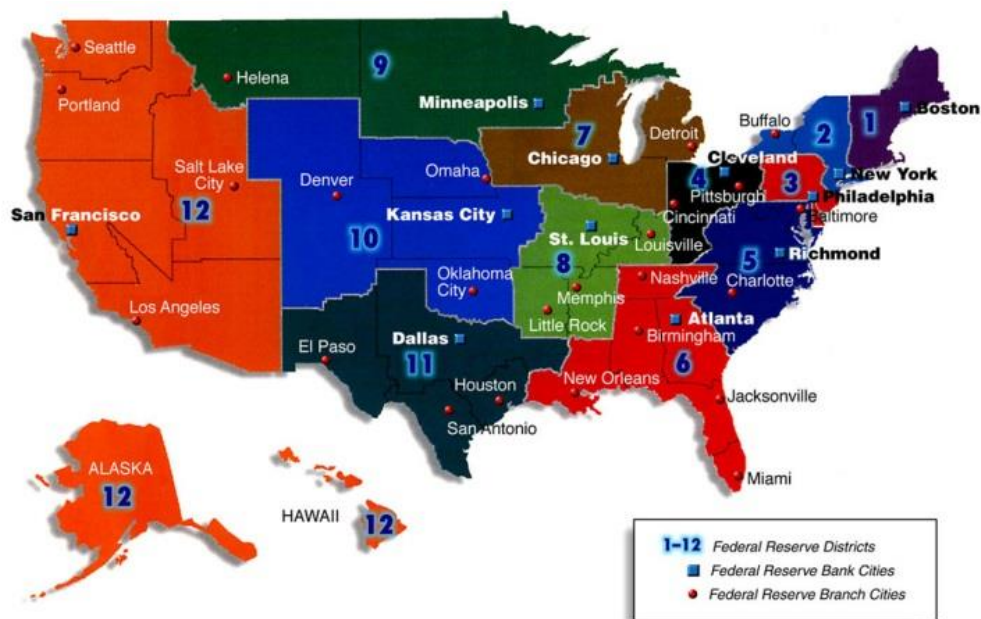 Seattle
Portland
Helena
9
Minneapolis
7
Chicago
Detroit
Buffalo
2
1
Boston
Cleveland
4
Pittsburgh
3
New York
Philadelphia
Baltimore
Cincinnati
Salt Lake
City
12
San Francisco
Los Angeles
Denver
Omaha
Kansas City
10
Oklahoma
City
St. Louis
8
Louisville
Memphis
Little Rock
5
Richmond
Charlotte
Nashville
Atlanta
Birmingham
6
El Paso
Dallas
11
Houston
San Antonio
New Orleans
Jacksonville
Miami
ALASKA
12
HAWAII
12
1–12 Federal Reserve Districts
Federal Reserve Bank Cities
Federal Reserve Branch Cities